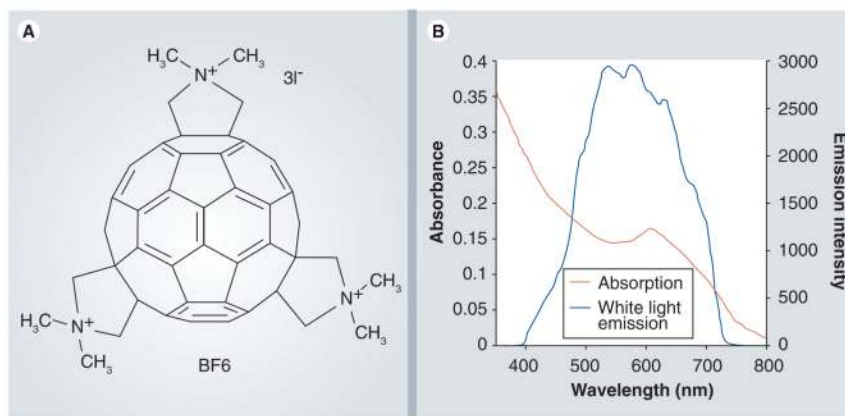 A
H₃C
CH₃
N⁺
3I⁻
H₃C
N⁺
CH₃
N⁺
CH₃
CH₃
H₃C
BF6
B
0.4
0.35
0.3
0.25
0.2
0.15
0.1
0.05
0
Absorbance
3000
2500
2000
1500
1000
500
0
Emission intensity
Absorption
White light
emission
400
500
600
700
800
Wavelength (nm)